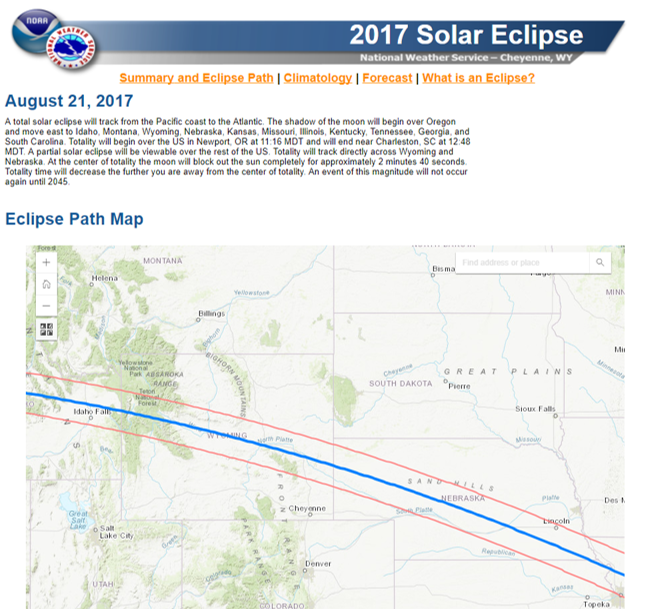 NOAA
2017 Solar Eclipse
National Weather Service – Cheyenne, WY
Summary and Eclipse Path | Climatology | Forecast | What is an Eclipse?
August 21, 2017
A total solar eclipse will track from the Pacific coast to the Atlantic. The shadow of the moon will begin over Oregon
and move east to Idaho, Montana, Wyoming, Nebraska, Kansas, Missouri, Illinois, Kentucky, Tennessee, Georgia, and
South Carolina. Totality will begin over the US in Newport, OR at 11:16 MDT and will end near Charleston, SC at 12:48
MDT. A partial solar eclipse will be viewable over the rest of the US. Totality will track directly across Wyoming and
Nebraska. At the center of totality the moon will block out the sun completely for approximately 2 minutes 40 seconds.
Totality time will decrease the further you are away from the center of totality. An event of this magnitude will not occur
again until 2045.
Eclipse Path Map
Forest
MONTANA
Find address or place
Bisma
Helena
MINN
Yellowstone
Billings
Bighorn
BIGHORN MOUNTAINS
Yellowstone
National
Park ABSAROKA
RANGE
Teton
National
Forest
Cheyenne
GREAT PLAINS
SOUTH DAKOTA
Pierre
Minnesota
Idaho Fall
Sioux Falls
WYOMING
North Platte
Missouri
SAND HILLS
NEBRASKA
Platte
Des M
FRONT RANGE
Cheyenne
South Platte
Lincoln
Great
Salt
Lake
Salt
Lake City
Green
PARK RANGE
Republican
Denver
UTAH
Colorado
COLORADO
Kansas
Topeka